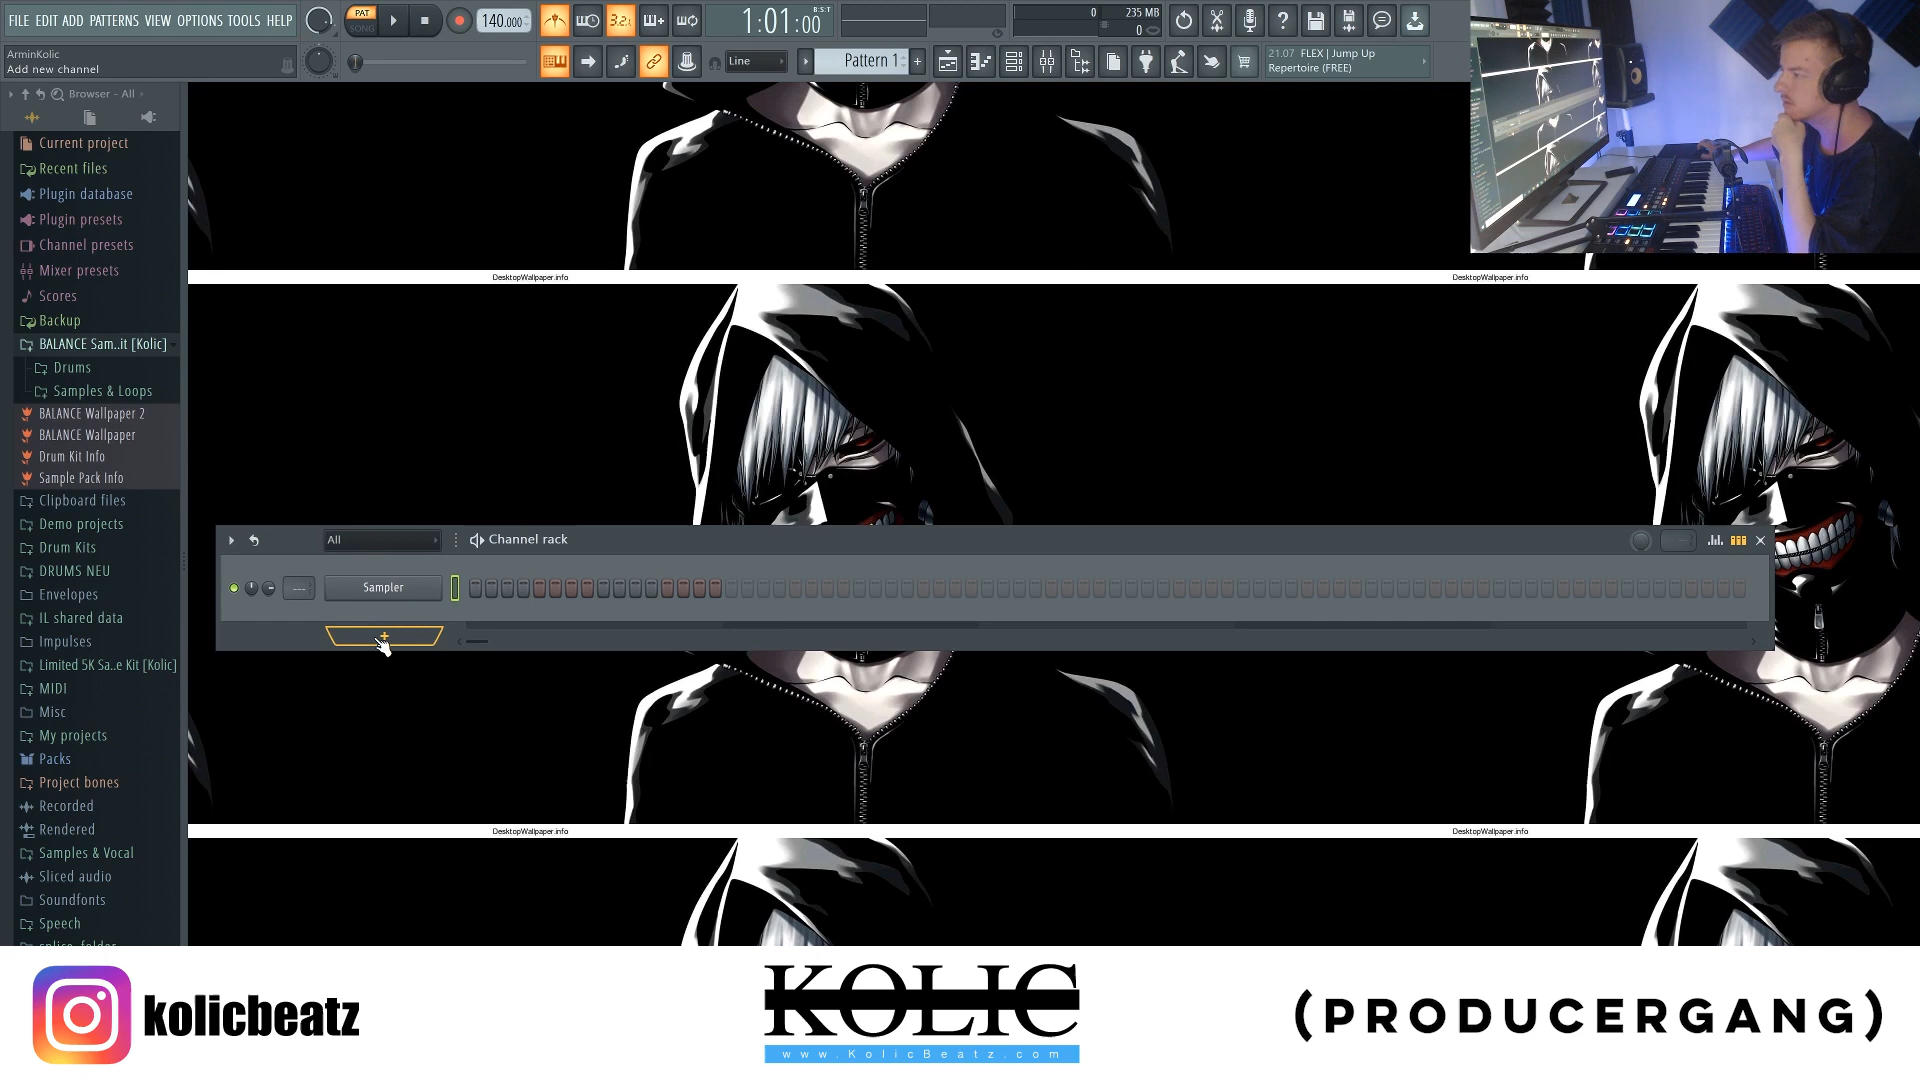 FILE EDIT ADD PATTERNS VIEW OPTIONS TOOLS HELP
PAT
SONG
140.000
3.2.
1:01:00
B:S:T
0
235 MB
0
ArminKolic
Add new channel
Line
Pattern 1
+
21.07 FLEX | Jump Up
Repertoire (FREE)
Browser - All
Current project
Recent files
Plugin database
Plugin presets
Channel presets
Mixer presets
Scores
Backup
BALANCE Sam..it [Kolic]
Drums
Samples & Loops
BALANCE Wallpaper 2
BALANCE Wallpaper
Drum Kit Info
Sample Pack Info
Clipboard files
Demo projects
Drum Kits
DRUMS NEU
Envelopes
IL shared data
Impulses
Limited 5K Sa..e Kit [Kolic]
MIDI
Misc
My projects
Packs
Project bones
Recorded
Rendered
Samples & Vocal
Sliced audio
Soundfonts
Speech
DesktopWallpaper.info
DesktopWallpaper.info
All
Channel rack
---
Sampler
+
DesktopWallpaper.info
DesktopWallpaper.info
kolicbeatz
KOLIC
www.KolicBeatz.com
(PRODUCERGANG)